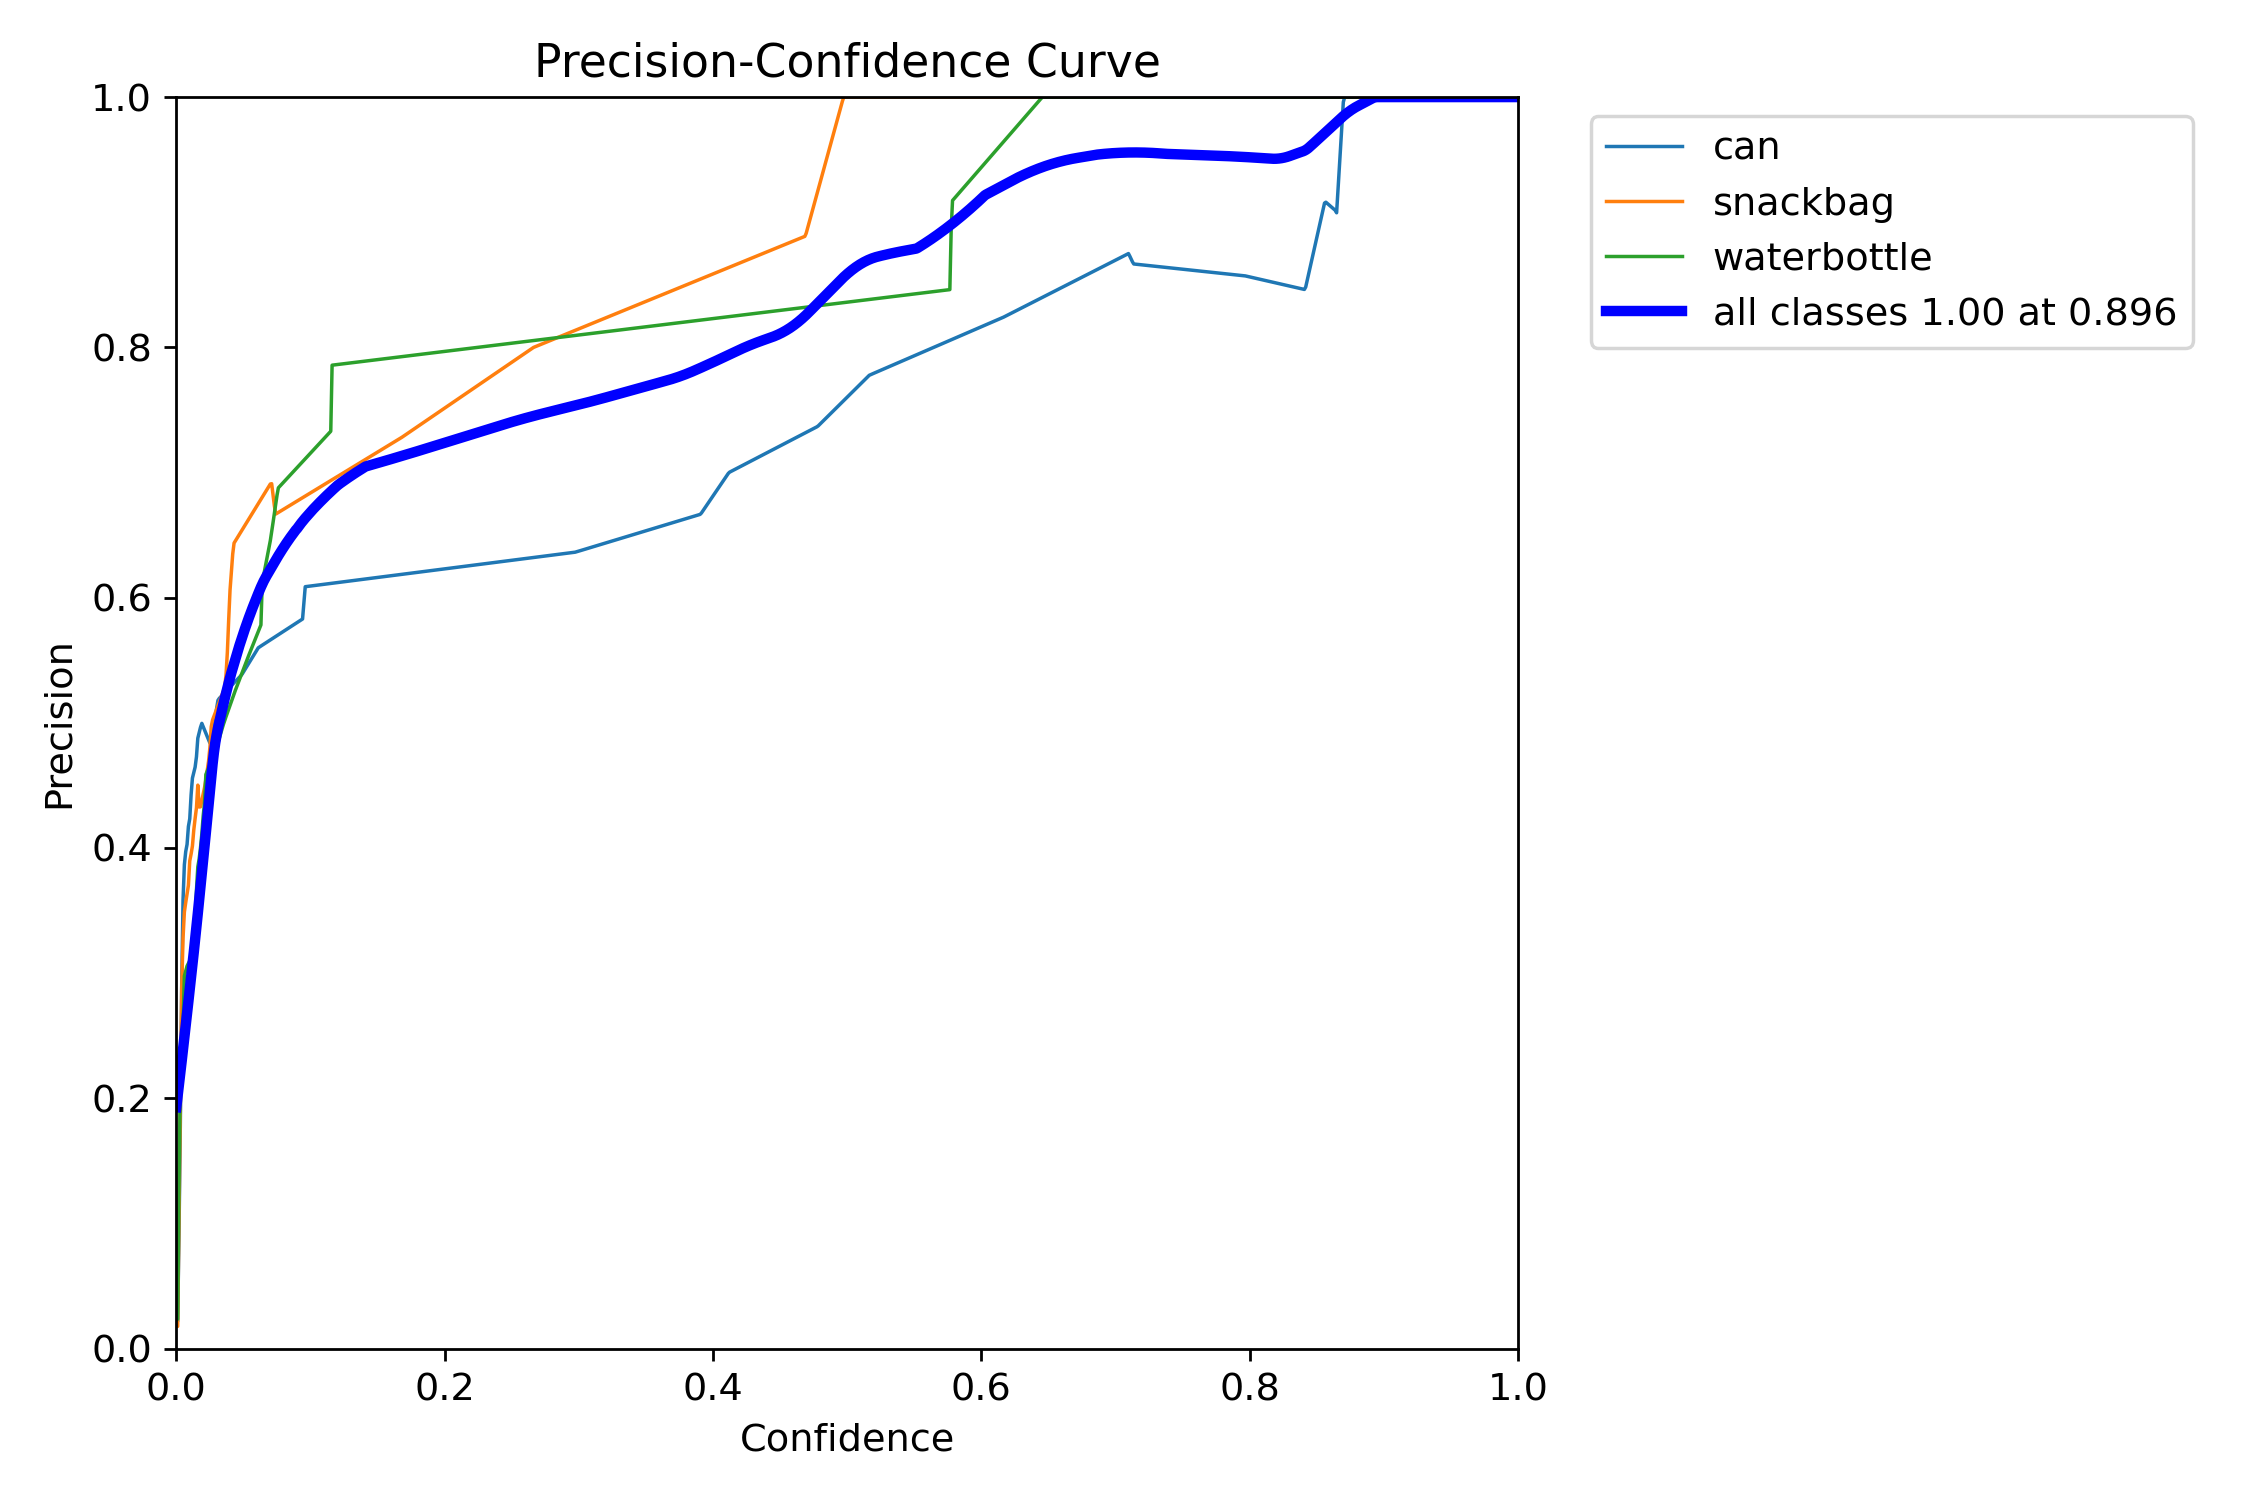 Precision-Confidence Curve
1.0
0.8
0.6
0.4
0.2
0.0
Precision
0.0 0.2 0.4 0.6 0.8 1.0
Confidence
can
snackbag
waterbottle
all classes 1.00 at 0.896